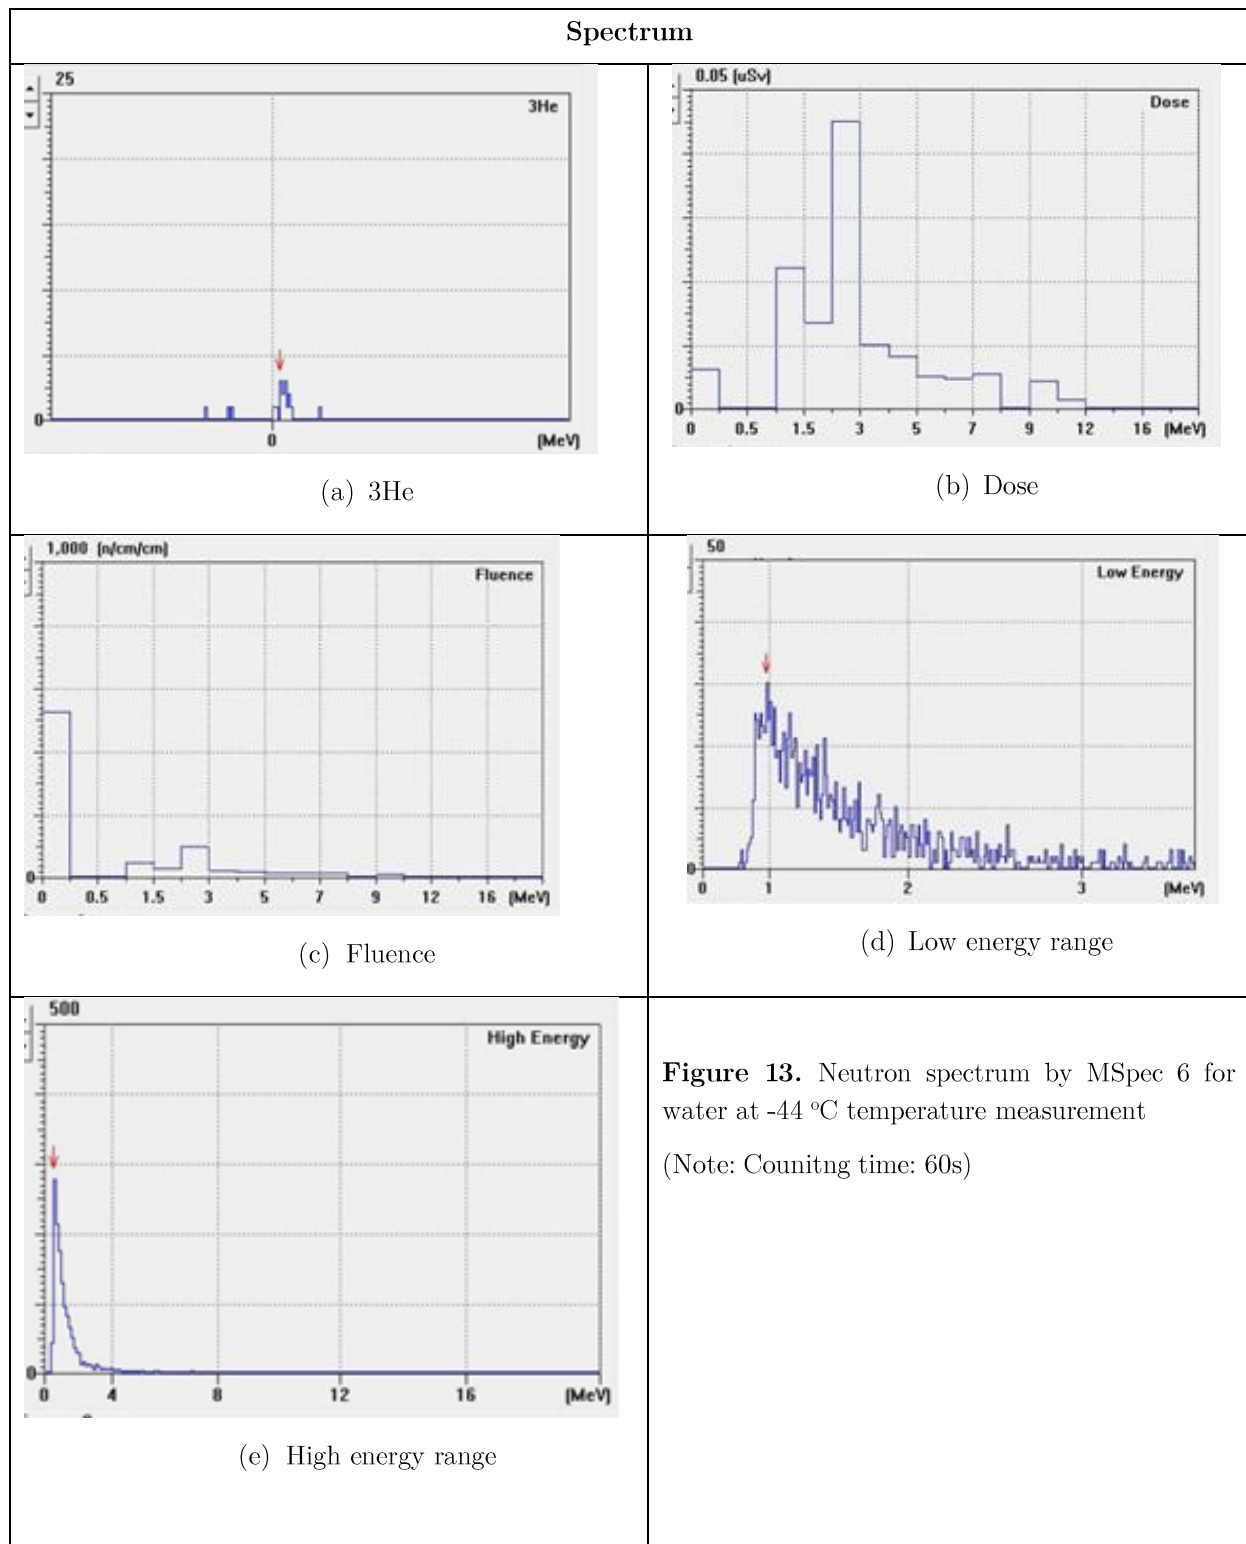 Spectrum
25
3He
0
0
(MeV)
(a) 3He
0.05 (uSv)
Dose
0
0 0.5 1.5 3 5 7 9 12 16 (MeV)
(b) Dose
1,000 (n/cm/cm)
Fluence
0
0 0.5 1.5 3 5 7 9 12 16 (MeV)
(c) Fluence
50
Low Energy
0
0 1 2 3 (MeV)
(d) Low energy range
500
High Energy
0
0 4 8 12 16 (MeV)
(e) High energy range
Figure 13. Neutron spectrum by MSpec 6 for
water at -44 °C temperature measurement
(Note: Counitng time: 60s)